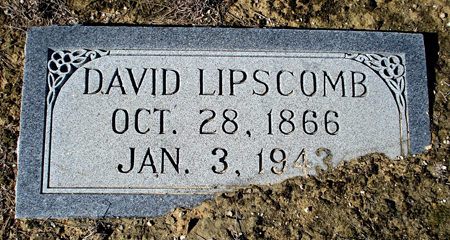 DAVID LIPSCOMB
OCT. 28, 1866
JAN. 3, 1943